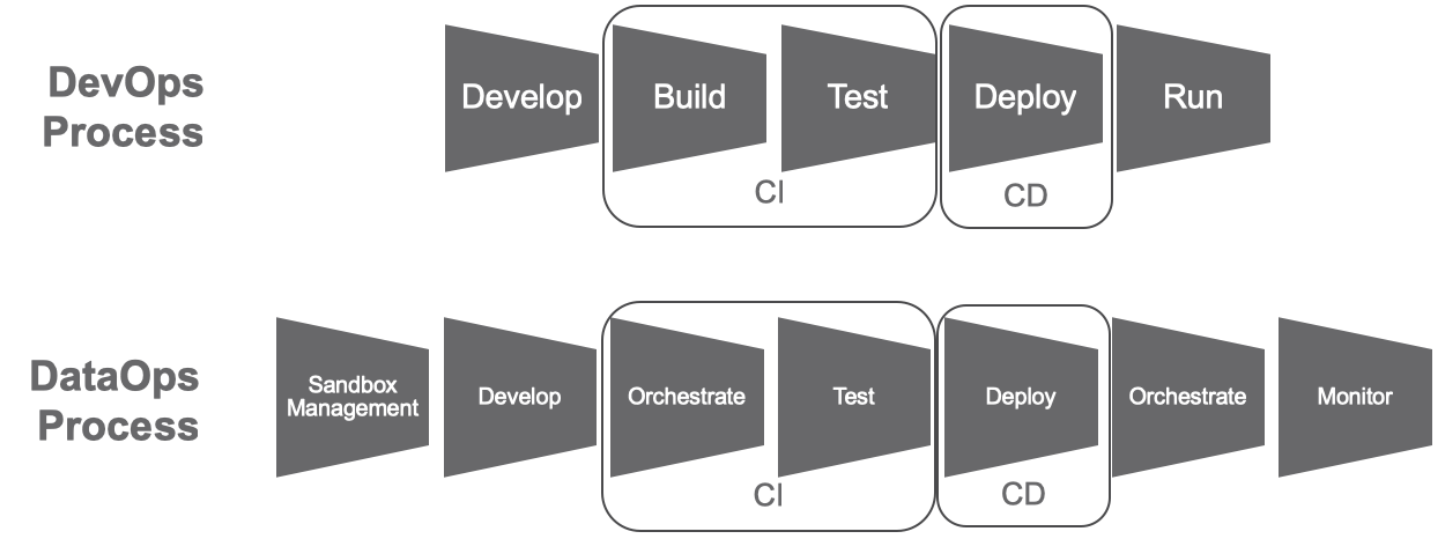 DevOps
Process
Develop
Build
Test
Deploy
Run
CI
CD
DataOps
Process
Sandbox
Management
Develop
Orchestrate
Test
Deploy
Orchestrate
Monitor
CI
CD